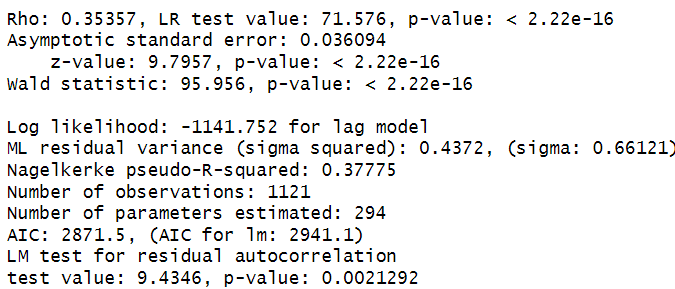 Rho: 0.35357, LR test value: 71.576, p-value: < 2.22e-16
Asymptotic standard error: 0.036094
    z-value: 9.7957, p-value: < 2.22e-16
Wald statistic: 95.956, p-value: < 2.22e-16

Log likelihood: -1141.752 for lag model
ML residual variance (sigma squared): 0.4372, (sigma: 0.66121)
Nagelkerke pseudo-R-squared: 0.37775
Number of observations: 1121
Number of parameters estimated: 294
AIC: 2871.5, (AIC for lm: 2941.1)
LM test for residual autocorrelation
test value: 9.4346, p-value: 0.0021292